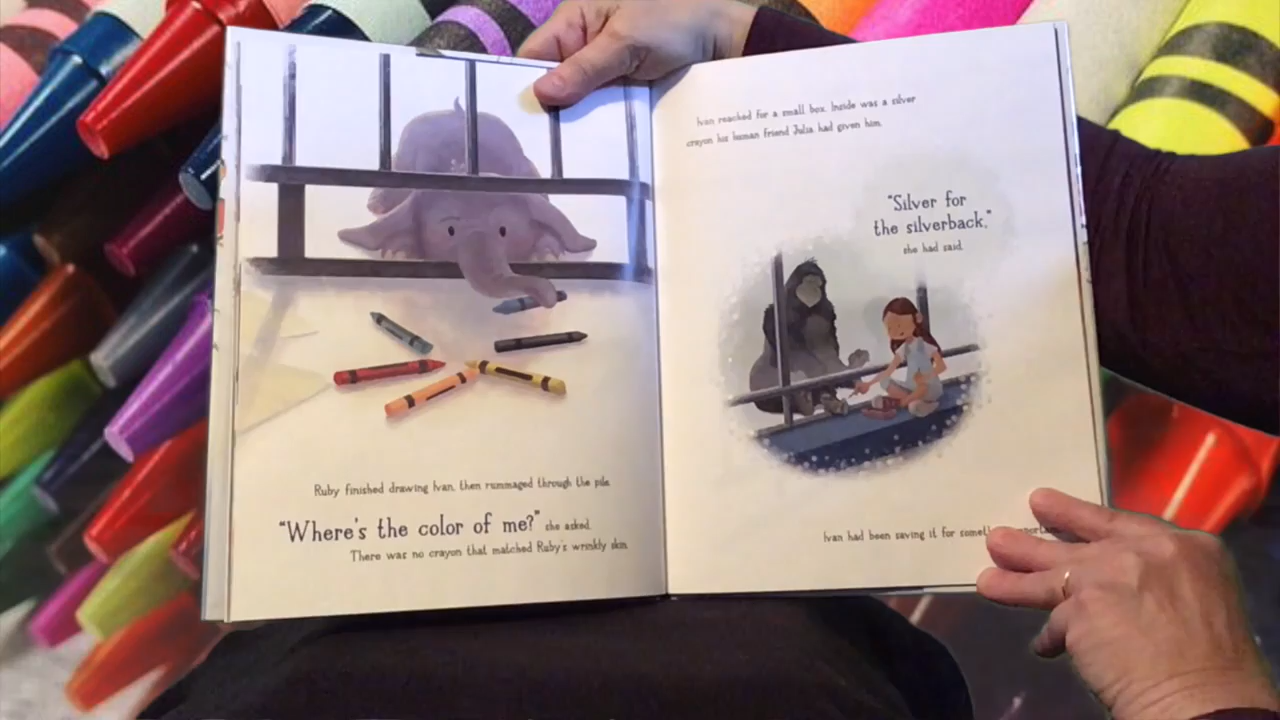 Ruby finished drawing Ivan, then rummaged through the pile.
"Where's the color of me?" she asked.
There was no crayon that matched Ruby's wrinkly skin.
Ivan reached for a small box. Inside was a silver
crayon his human friend Julia had given him.
"Silver for
the silverback,"
she had said.
Ivan had been saving it for